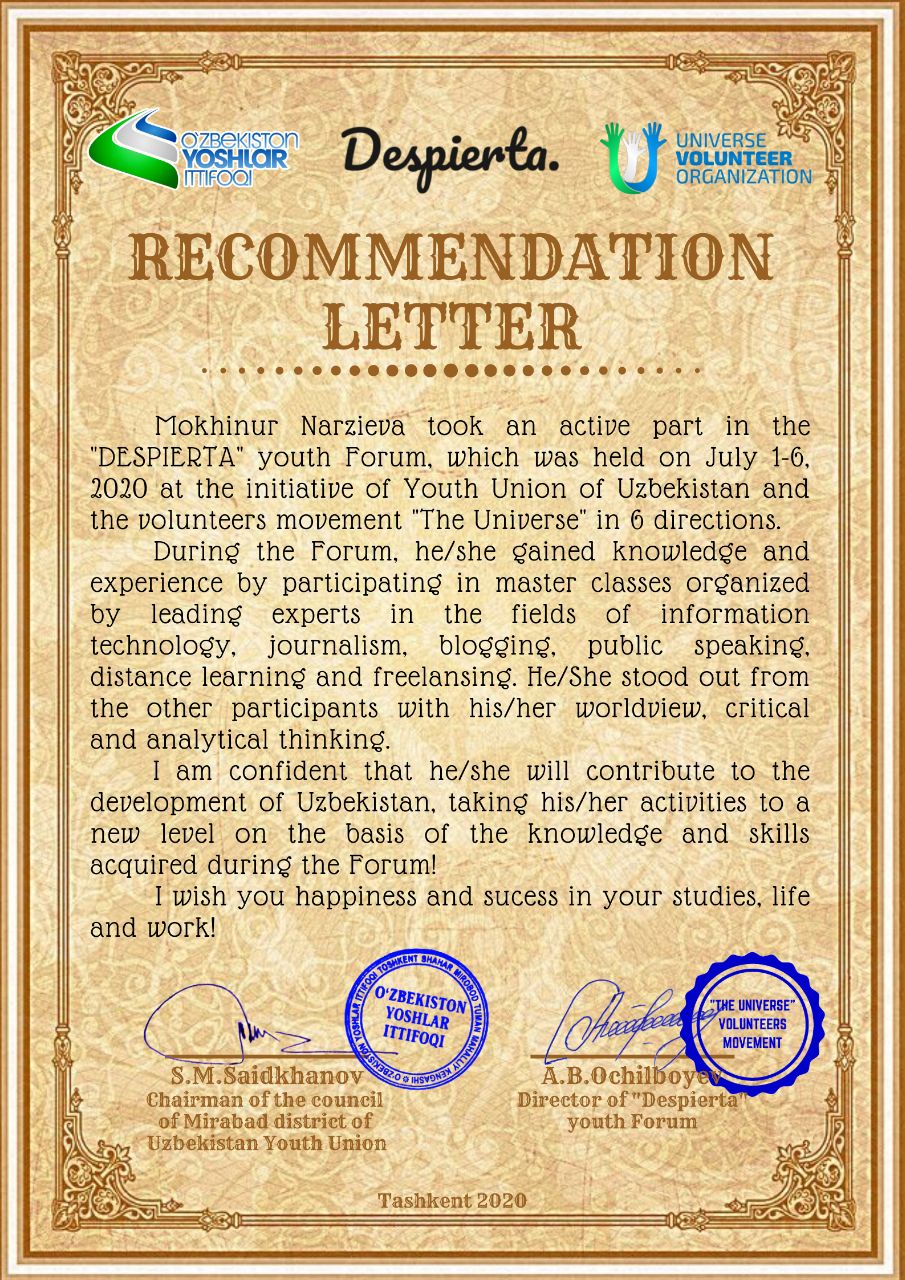 O'ZBEKISTON
YOSHLAR
ITTIFOQI
Despierta.
UNIVERSE
VOLUNTEER
ORGANIZATION
RECOMMENDATION
LETTER
Mokhinur Narzieva took an active part in the
"DESPIERTA" youth Forum, which was held on July 1-6,
2020 at the initiative of Youth Union of Uzbekistan and
the volunteers movement "The Universe" in 6 directions.
During the Forum, he/she gained knowledge and
experience by participating in master classes organized
by leading experts in the fields of information
technology, journalism, blogging, public speaking,
distance learning and freelansing. He/She stood out from
the other participants with his/her worldview, critical
and analytical thinking.
I am confident that he/she will contribute to the
development of Uzbekistan, taking his/her activities to a
new level on the basis of the knowledge and skills
acquired during the Forum!
I wish you happiness and sucess in your studies, life
and work!
O'ZBEKISTON YOSHLAR ITTIFOQI TOSHKENT SHAHAR MIROBOD TUMAN MAHALLIY KENGASHI
O'ZBEKISTON
YOSHLAR
ITTIFOQI
"THE UNIVERSE"
VOLUNTEERS
MOVEMENT
S.M.Saidkhanov
Chairman of the council
of Mirabad district of
Uzbekistan Youth Union
A.B.Ochilboyev
Director of "Despierta"
youth Forum
Tashkent 2020